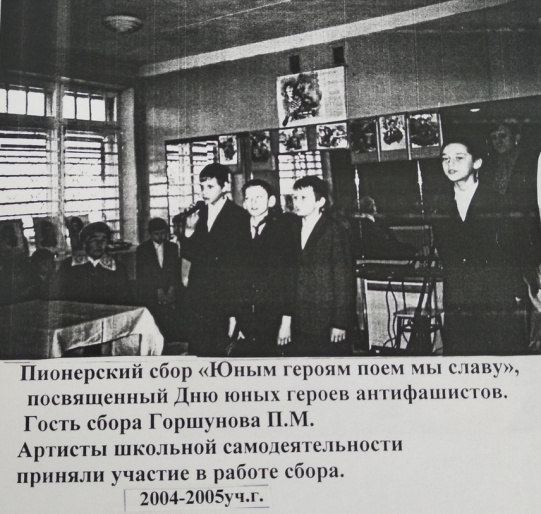 Пионерский сбор «Юным героям поем мы славу»,
посвященный Дню юных героев антифашистов.
Гость сбора Горшунова П.М.
Артисты школьной самодеятельности
приняли участие в работе сбора.
2004-2005уч.г.